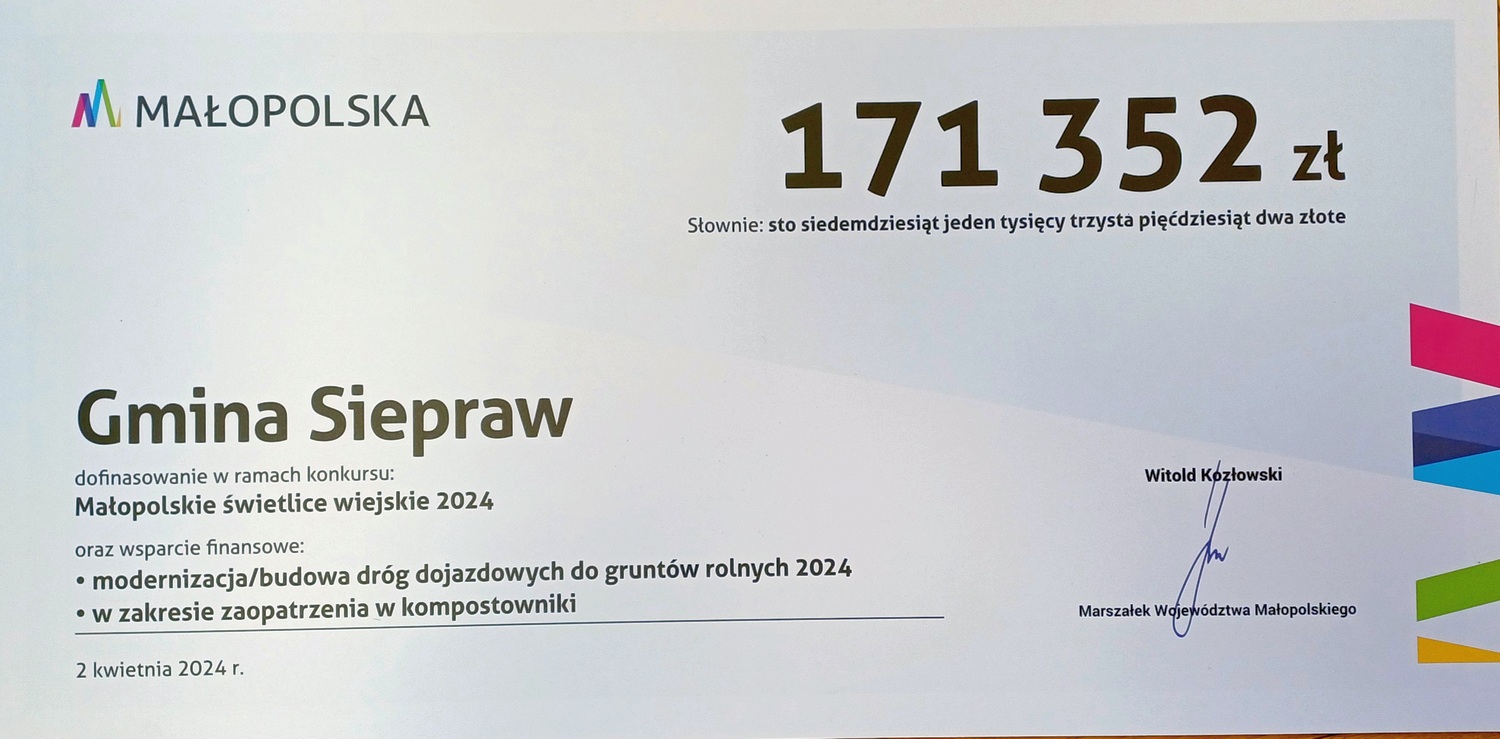 MAŁOPOLSKA
171 352 zł
Słownie: sto siedemdziesiąt jeden tysięcy trzysta pięćdziesiąt dwa złote
Gmina Siepraw
dofinasowanie w ramach konkursu:
Małopolskie świetlice wiejskie 2024
oraz wsparcie finansowe:
• modernizacja/budowa dróg dojazdowych do gruntów rolnych 2024
• w zakresie zaopatrzenia w kompostowniki
2 kwietnia 2024 r.
Witold Kozłowski
Marszałek Województwa Małopolskiego